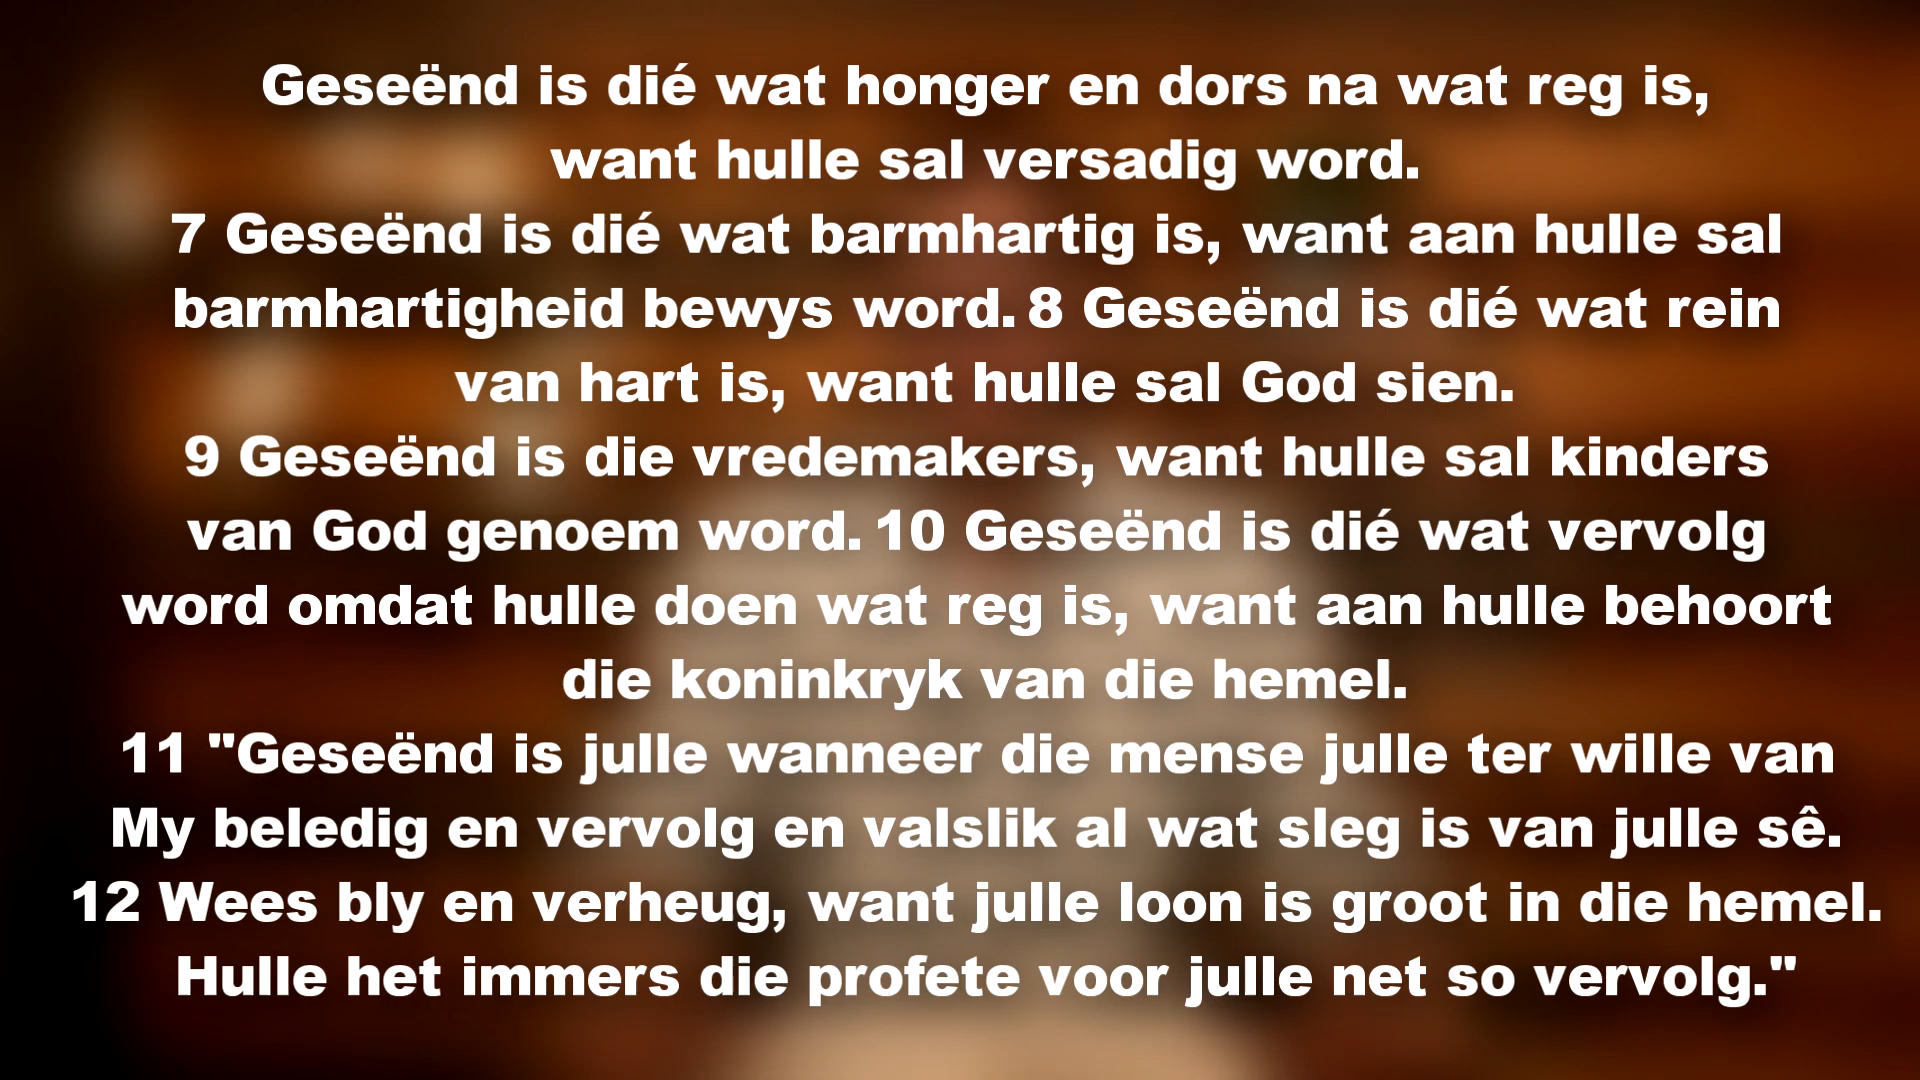 Geseënd is dié wat honger en dors na wat reg is,
want hulle sal versadig word.
7 Geseënd is dié wat barmhartig is, want aan hulle sal
barmhartigheid bewys word. 8 Geseënd is dié wat rein
van hart is, want hulle sal God sien.
9 Geseënd is die vredemakers, want hulle sal kinders
van God genoem word. 10 Geseënd is dié wat vervolg
word omdat hulle doen wat reg is, want aan hulle behoort
die koninkryk van die hemel.
11 "Geseënd is julle wanneer die mense julle ter wille van
My beledig en vervolg en valslik al wat sleg is van julle sê.
12 Wees bly en verheug, want julle loon is groot in die hemel.
Hulle het immers die profete voor julle net so vervolg."